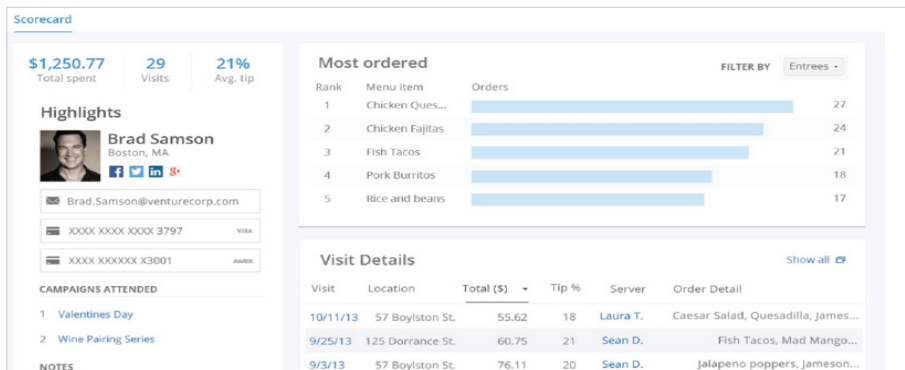 Scorecard
$1,250.77 29 21%
Total spent Visits Avg. tip
Highlights
Brad Samson
Boston, MA
Brad.Samson@venturecorp.com
XXXX XXXX XXXX 3797 VISA
XXXX XXXXXX X3001 AMEX
CAMPAIGNS ATTENDED
1 Valentines Day
2 Wine Pairing Series
NOTES
Most ordered FILTER BY Entrees
Rank Menu item Orders
1 Chicken Ques... 27
2 Chicken Fajitas 24
3 Fish Tacos 21
4 Pork Burritos 18
5 Rice and beans 17
Visit Details Show all
Visit Location Total ($) Tip % Server Order Detail
10/11/13 57 Boylston St. 55.62 18 Laura T. Caesar Salad, Quesadilla, James...
9/25/13 125 Dorrance St. 60.75 21 Sean D. Fish Tacos, Mad Mango...
9/3/13 57 Boylston St. 76.11 20 Sean D. Jalapeno poppers, Jameson...